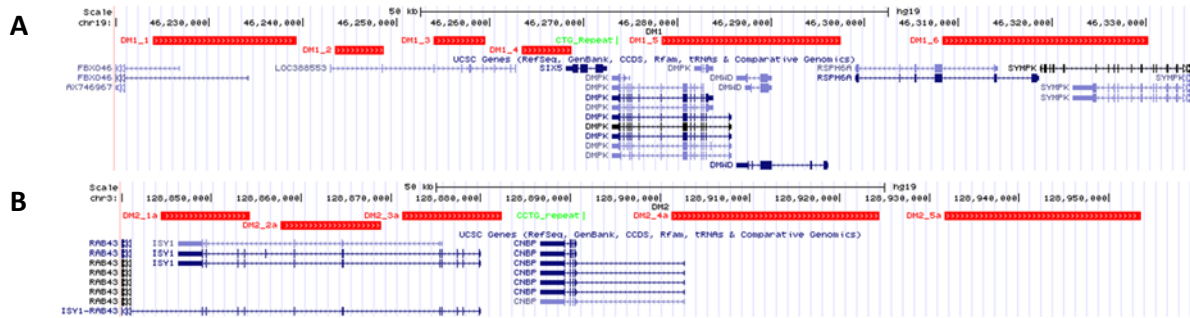 A
Scale 50 kb hg19
chr19: 46,230,000 46,240,000 46,250,000 46,260,000 46,270,000 46,280,000 46,290,000 46,300,000 46,310,000 46,320,000 46,330,000
DM1
DM1_1 DM1_3 CTG_Repeat DM1_5 DM1_6
DM1_2 DM1_4
UCSC Genes (RefSeq, GenBank, CCDS, Rfam, tRNAs & Comparative Genomics)
FBXO46 LOC388553 SIX5 DMPK DMWD RSPH6A SYMPK
FBXO46 DMPK DMWD RSPH6A SYMPK
AX746967 DMPK SYMPK
DMPK SYMPK
DMPK
DMPK
DMPK
DMPK
DMWD
B
Scale 50 kb hg19
chr3: 128,850,000 128,860,000 128,870,000 128,880,000 128,890,000 128,900,000 128,910,000 128,920,000 128,930,000 128,940,000 128,950,000
DM2
DM2_1a DM2_3a CCTG_repeat DM2_4a DM2_5a
DM2_2a
UCSC Genes (RefSeq, GenBank, CCDS, Rfam, tRNAs & Comparative Genomics)
RAB43 ISY1 CNBP
RAB43 ISY1 CNBP
RAB43 ISY1 CNBP
RAB43 CNBP
RAB43 CNBP
RAB43 CNBP
ISY1-RAB43